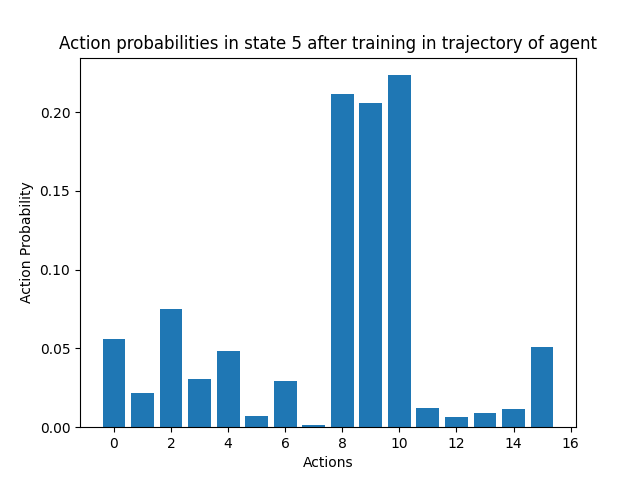 Action probabilities in state 5 after training in trajectory of agent
0.20
0.15
0.10
0.05
0.00
Action Probability
0 2 4 6 8 10 12 14 16
Actions